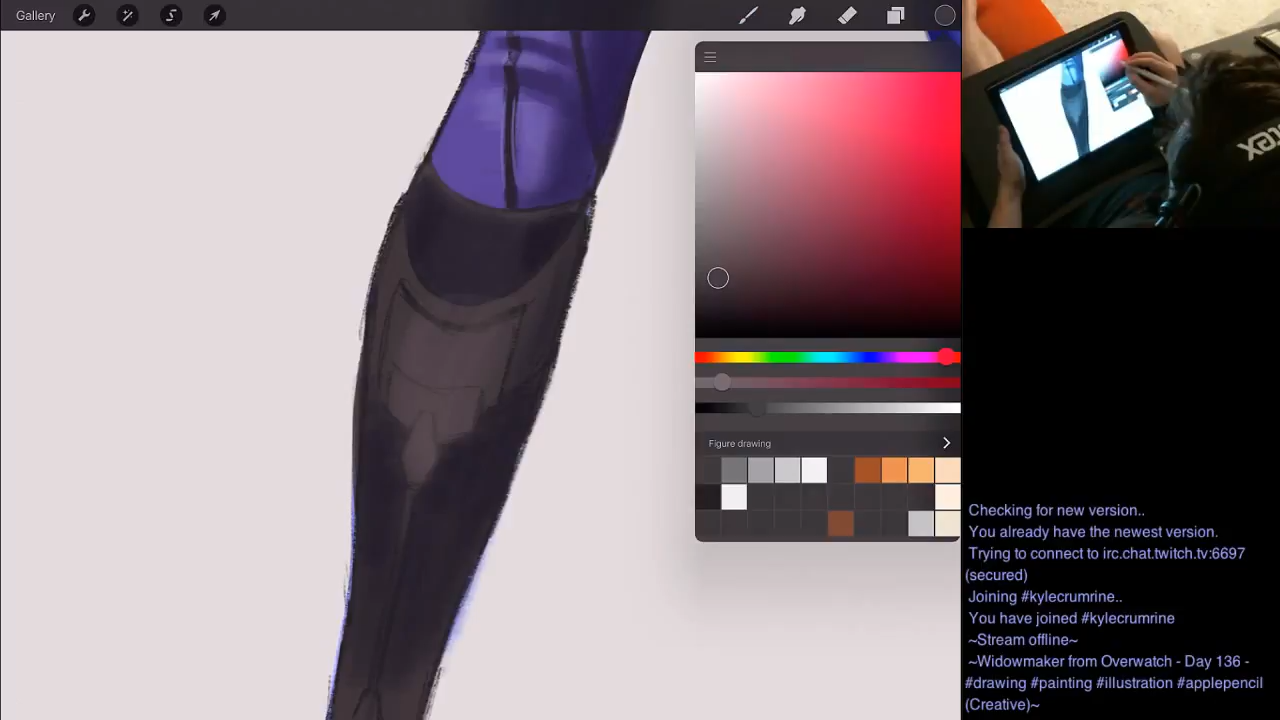 Gallery
Figure drawing
Checking for new version..
You already have the newest version.
Trying to connect to irc.chat.twitch.tv:6697
(secured)
Joining #kylecrumrine..
You have joined #kylecrumrine
~Stream offline~
~Widowmaker from Overwatch - Day 136 -
#drawing #painting #illustration #applepencil
(Creative)~